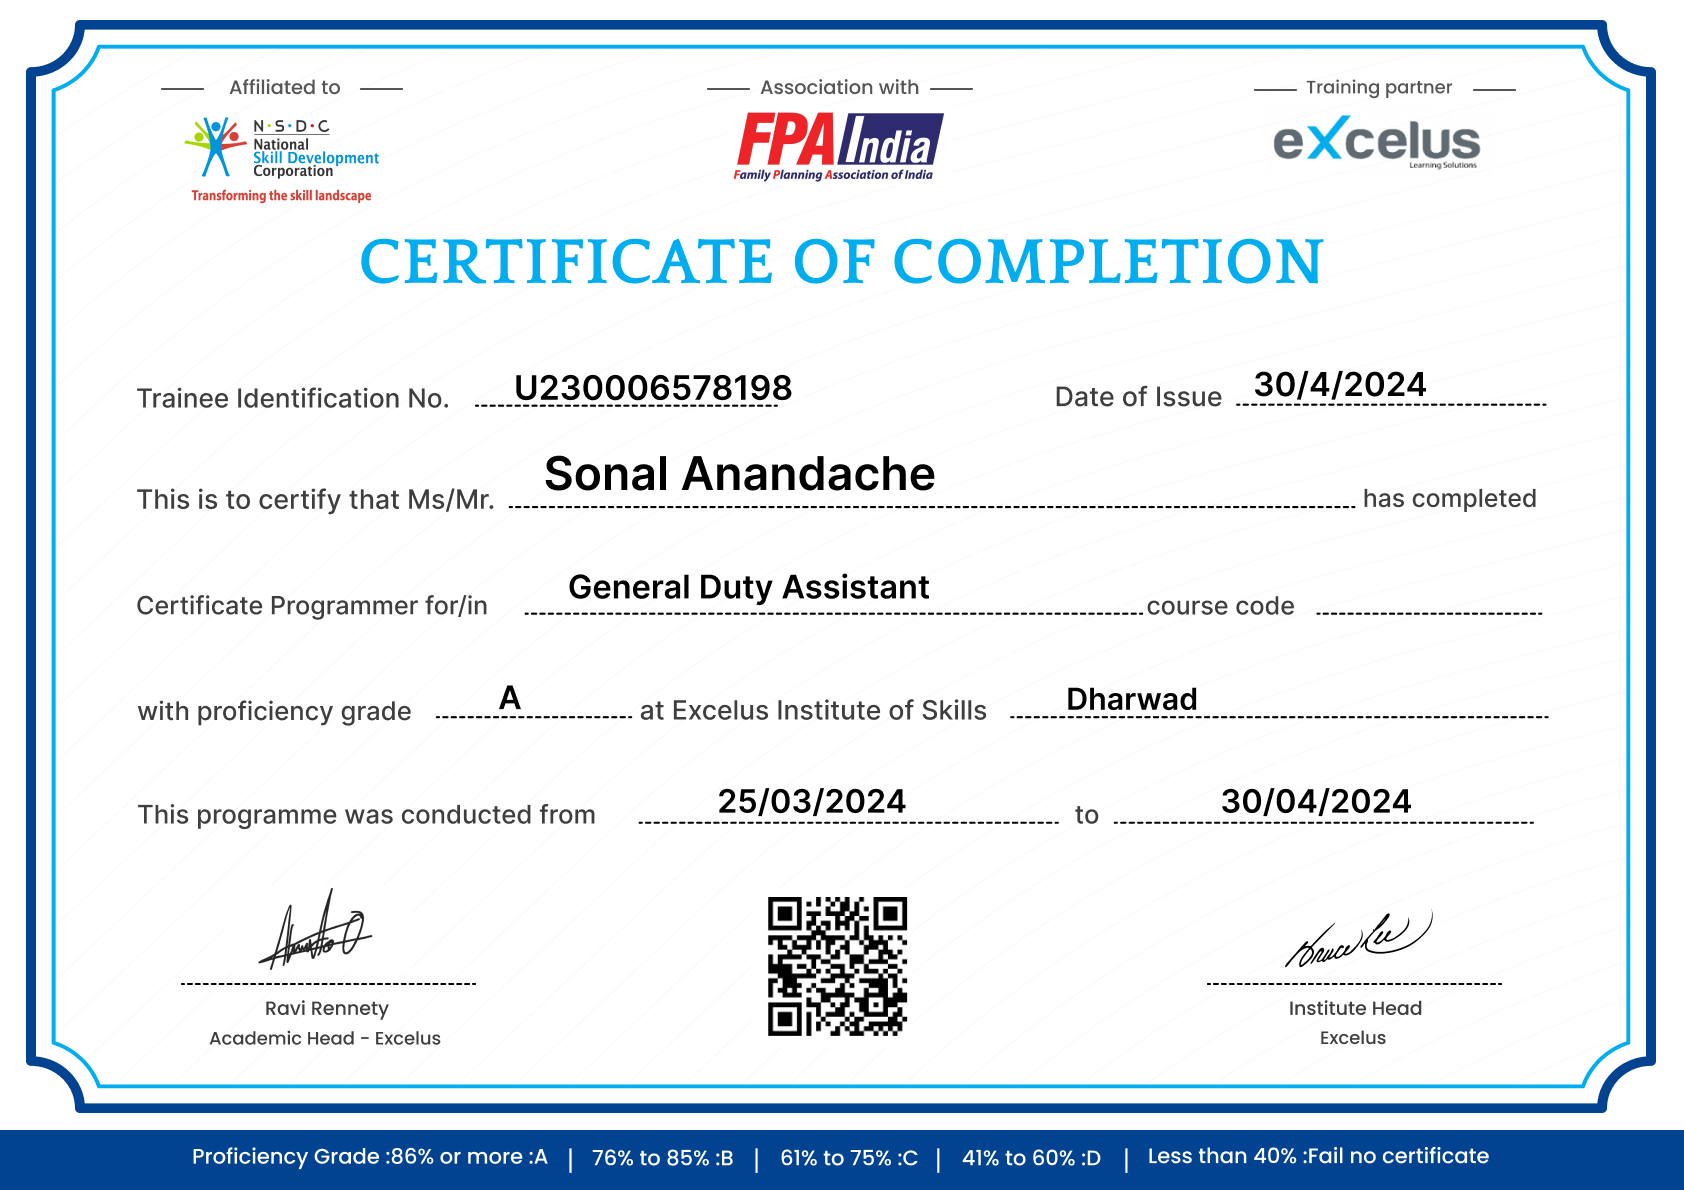 Affiliated to
Association with
Training partner
N·S·D·C
National
Skill Development
Corporation
Transforming the skill landscape
FPA India
Family Planning Association of India
eXcelus
Learning Solutions
CERTIFICATE OF COMPLETION
Trainee Identification No. U230006578198
Date of Issue 30/4/2024
This is to certify that Ms/Mr. Sonal Anandache has completed
Certificate Programmer for/in General Duty Assistant course code
with proficiency grade A at Excelus Institute of Skills Dharwad
This programme was conducted from 25/03/2024 to 30/04/2024
Bruce Lee
Ravi Rennety
Academic Head - Excelus
Institute Head
Excelus
Proficiency Grade :86% or more :A | 76% to 85% :B | 61% to 75% :C | 41% to 60% :D | Less than 40% :Fail no certificate